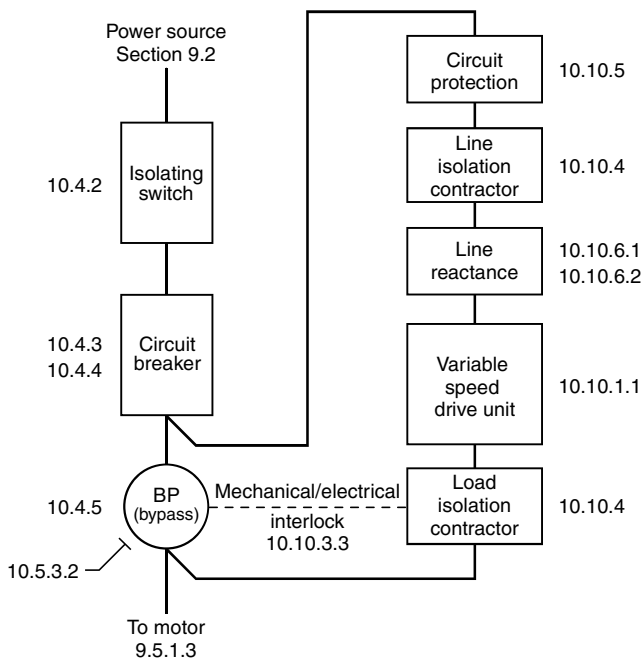 Power source
Section 9.2
10.4.2
Isolating
switch
10.4.3
10.4.4
Circuit
breaker
10.4.5
BP
(bypass)
10.5.3.2
To motor
9.5.1.3
Mechanical/electrical
interlock
10.10.3.3
Circuit
protection
10.10.5
Line
isolation
contractor
10.10.4
Line
reactance
10.10.6.1
10.10.6.2
Variable
speed
drive unit
10.10.1.1
Load
isolation
contractor
10.10.4